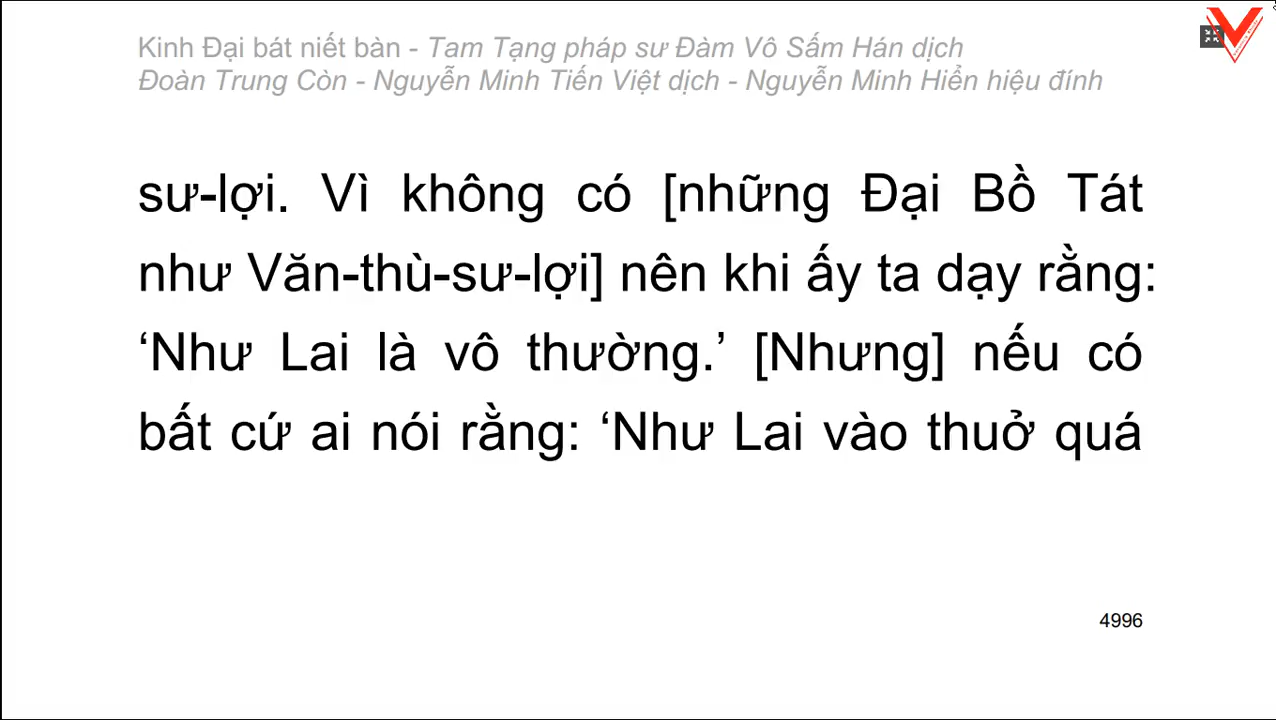 Kinh Đại bát niết bàn - Tam Tạng pháp sư Đàm Vô Sấm Hán dịch
Đoàn Trung Còn - Nguyễn Minh Tiến Việt dịch - Nguyễn Minh Hiển hiệu đính
sư-lợi. Vì không có [những Đại Bồ Tát
như Văn-thù-sư-lợi] nên khi ấy ta dạy rằng:
‘Như Lai là vô thường.’ [Nhưng] nếu có
bất cứ ai nói rằng: ‘Như Lai vào thuở quá
4996